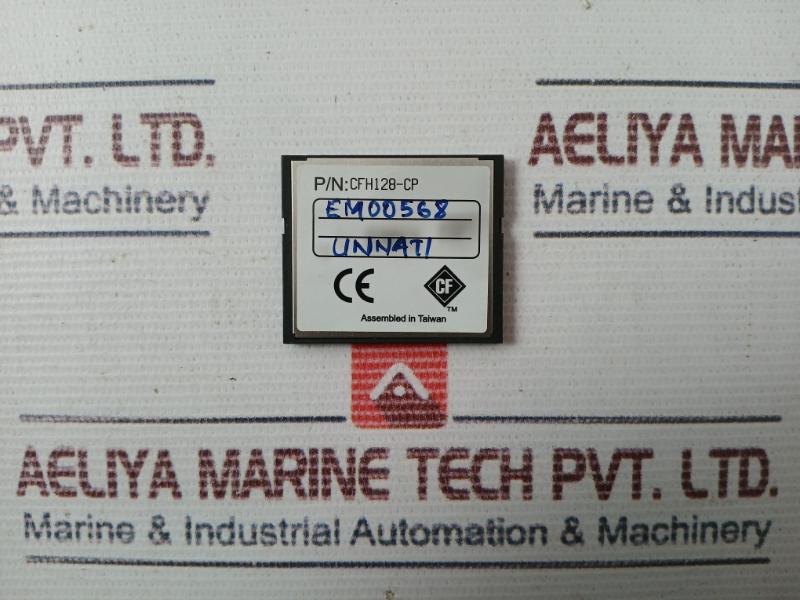 PVT. LTD.
& Machinery
AELIYA MAR
Marine & Indus
P/N:CFH128-CP
EM00568
UNNATI
CE
CF
TM
Assembled in Taiwan
AELIYA MARINE TECH PVT. LTD.
Marine & Industrial Automation & Machinery